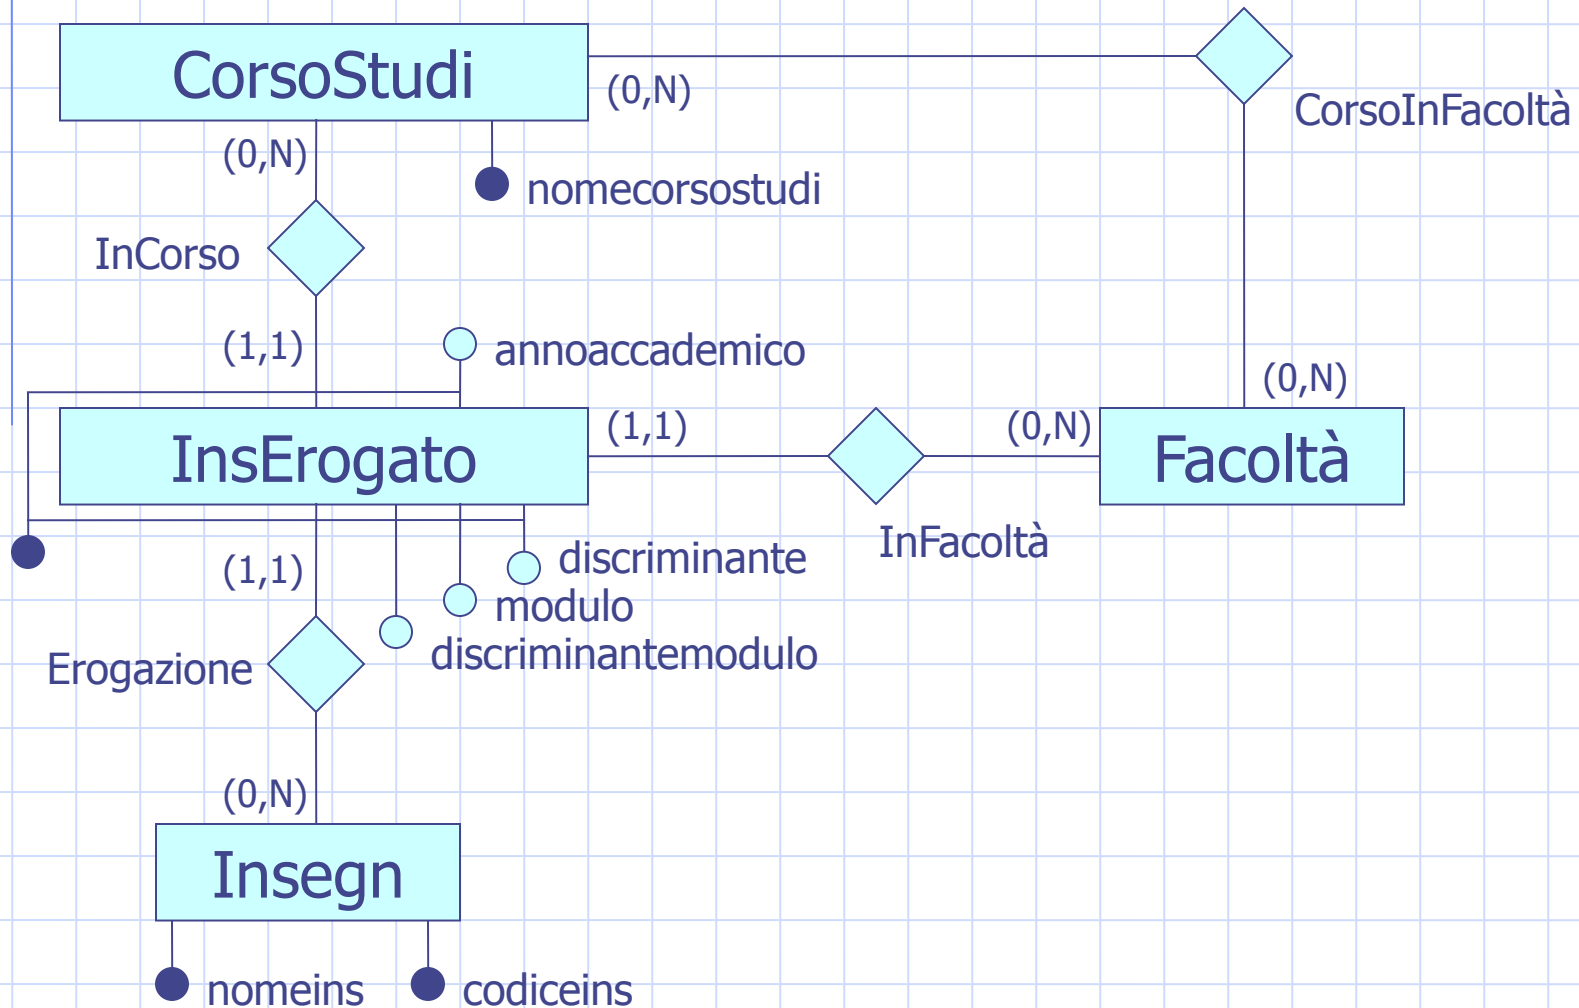 CorsoStudi
(0,N)
CorsoInFacoltà
(0,N)
nomecorsostudi
InCorso
(1,1)
annoaccademico
(0,N)
InsErogato
(1,1)
(0,N)
Facoltà
InFacoltà
(1,1)
discriminante
modulo
discriminantemodulo
Erogazione
(0,N)
Insegn
nomeins
codiceins